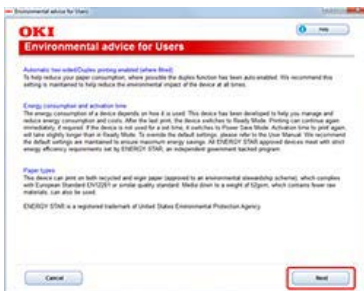 Environmental advice for Users
OKI
Help
Environmental advice for Users
Automatic two-sided/Duplex printing enabled (where fitted)
To help reduce your paper consumption, where possible the duplex function has been auto-enabled. We recommend this
setting is maintained to help reduce the environmental impact of the device at all times.
Energy consumption and activation time
The energy consumption of a device depends on how it is used. This device has been developed to help you manage and
reduce energy consumption and costs. After the last print, the device switches to Ready Mode. Printing can continue again
immediately, if required. If the device is not used for a set time, it switches to Power Save Mode. Activation time to print again,
will take slightly longer than in Ready Mode. To override the default settings, please refer to the User Manual. We recommend
the default settings are maintained to ensure maximum energy savings. All ENERGY STAR approved devices meet with strict
energy efficiency requirements set by ENERGY STAR, an independent government backed program.
Paper types
This device can print on both recycled and virgin paper (approved to an environmental stewardship scheme), which complies
with European Standard EN12281 or similar quality standard. Media down to a weight of 52gsm, which contains fewer raw
materials, can also be used.
ENERGY STAR is a registered trademark of United States Environmental Protection Agency.
Cancel
Next